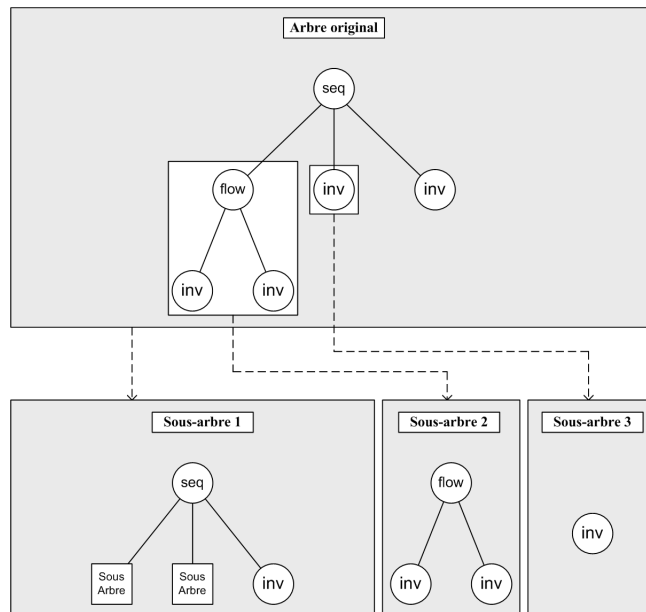 Arbre original
seq
flow
inv
inv
inv
inv
Sous-arbre 1
Sous-arbre 2
Sous-arbre 3
seq
flow
inv
Sous
Arbre
Sous
Arbre
inv
inv
inv